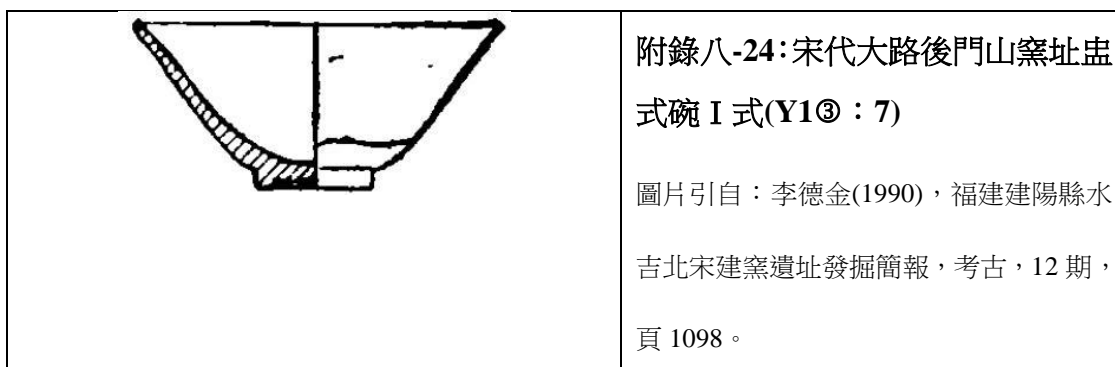 附錄八-24：宋代大路後門山窯址盅
式碗Ⅰ式(Y1③：7)
圖片引自：李德金(1990)，福建建陽縣水
吉北宋建窯遺址發掘簡報，考古，12 期，
頁 1098。